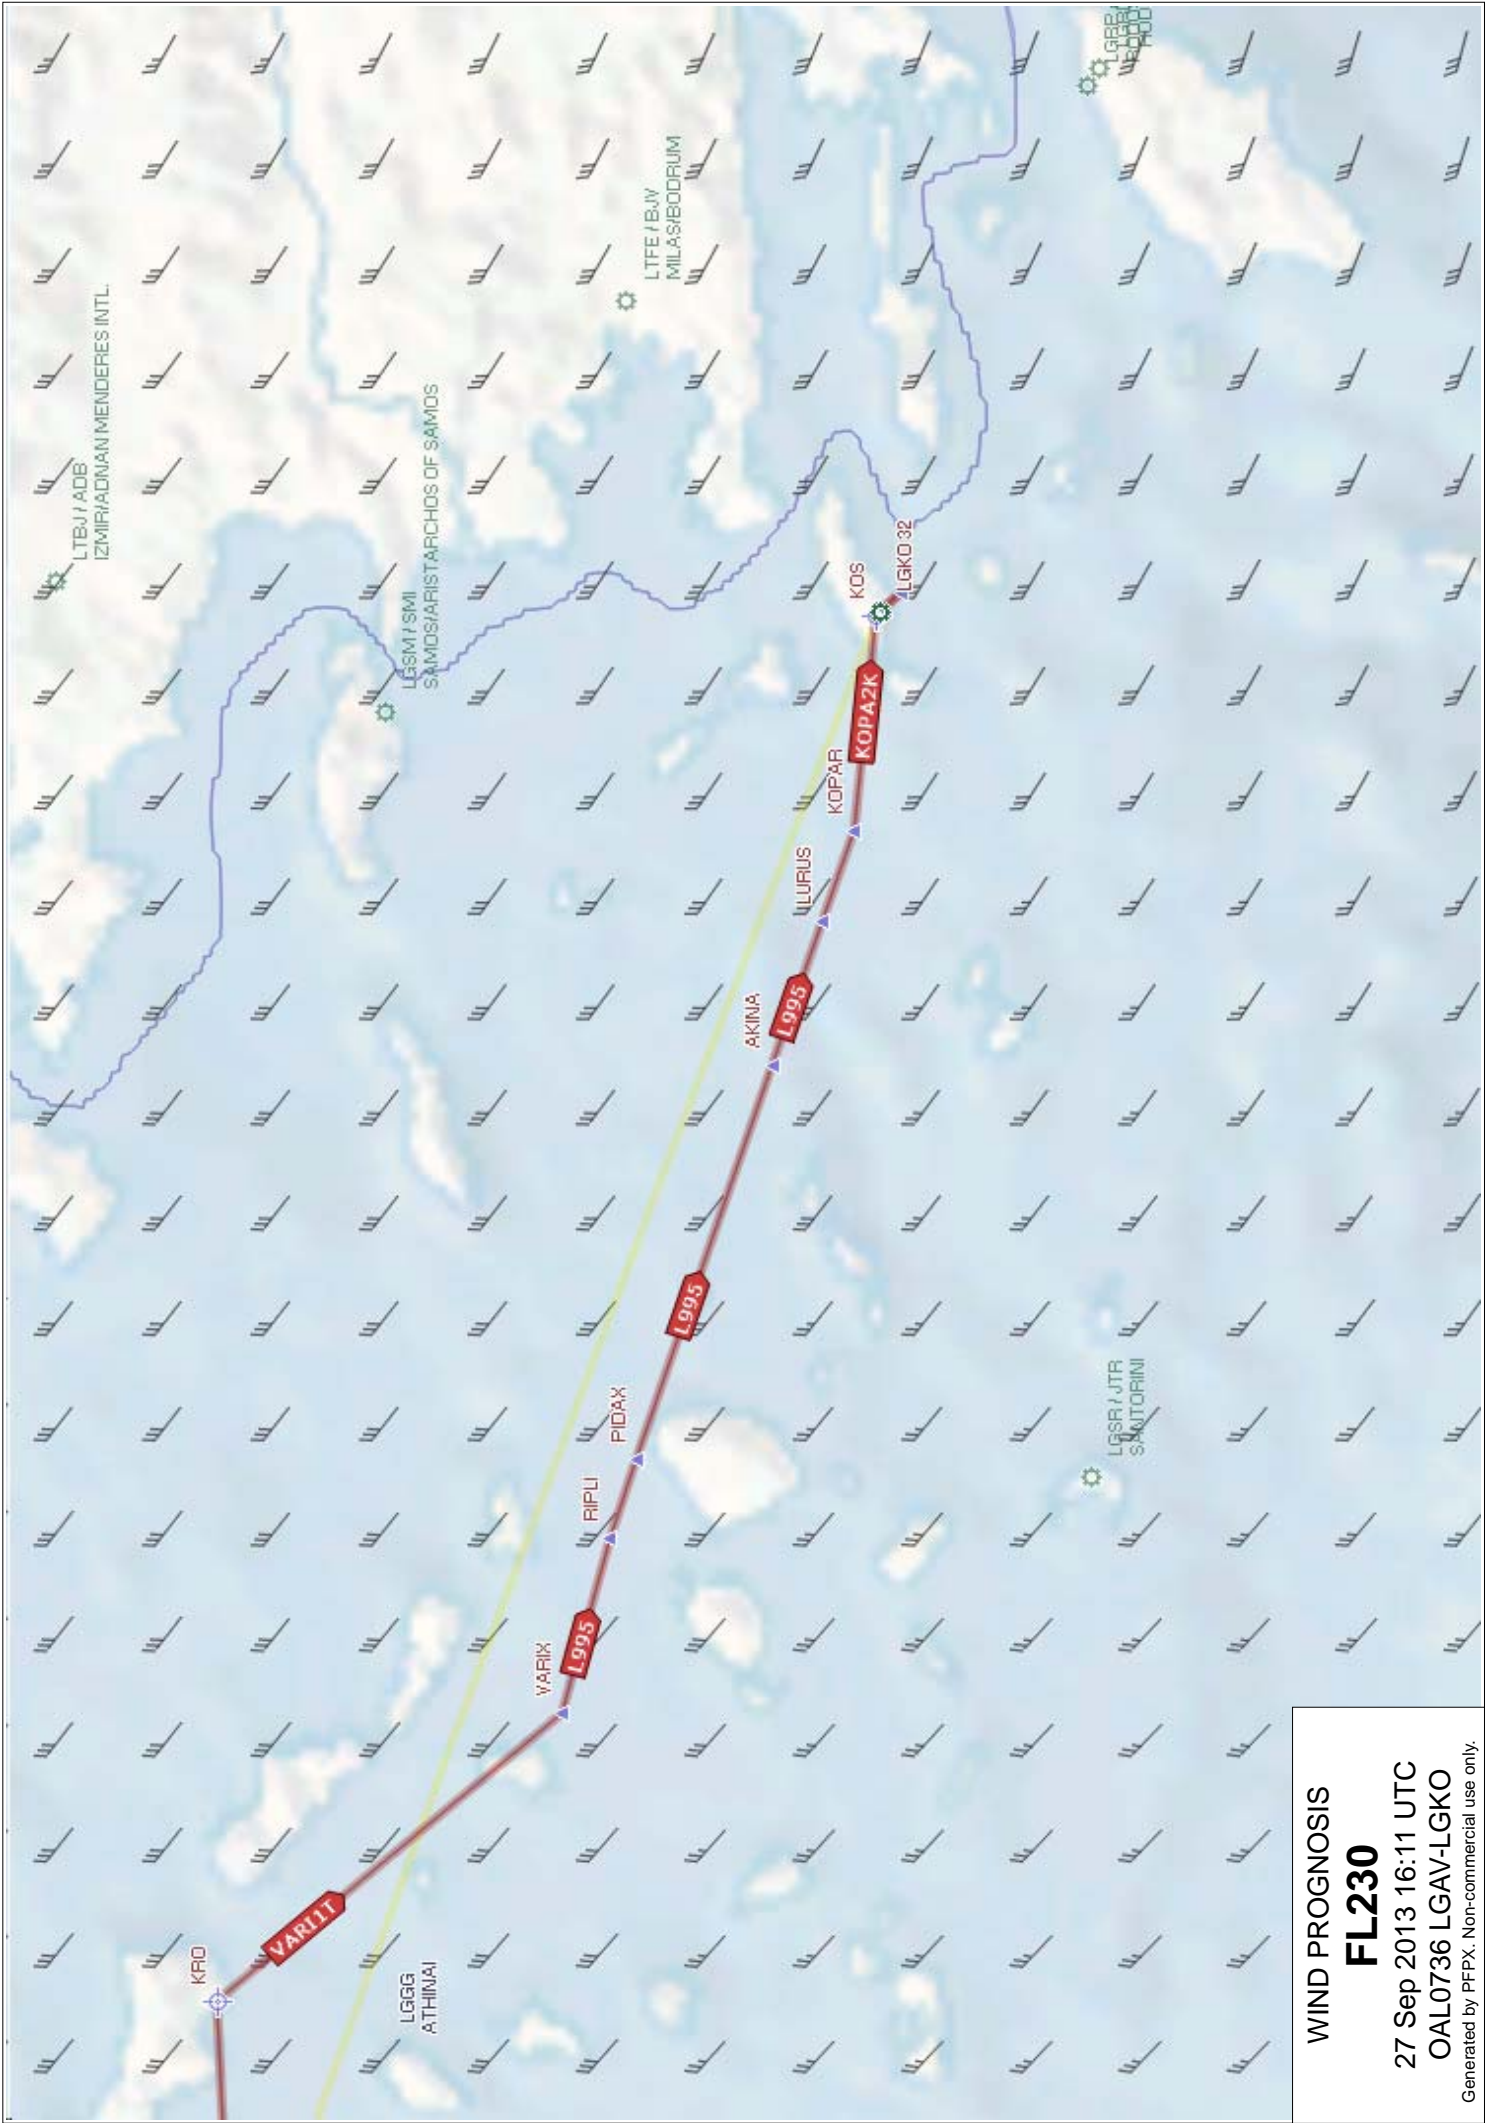 LTBJ / ADB
IZMIR/ADNAN MENDERES INTL.
KRO
VARI1T
LGGG
ATHINAI
LGSM / SMI
SAMOS/ARISTARCHOS OF SAMOS
VARIX
L995
RIPLI
PIDAX
LTFE / BJV
MILAS/BODRUM
L995
AKINA
L995
LURUS
KOPAR
KOS
KOPA2K
LGKO 32
LGSR / JTR
SANTORINI
WIND PROGNOSIS
FL230
27 Sep 2013 16:11 UTC
OAL0736 LGAV-LGKO
Generated by PFPX. Non-commercial use only.